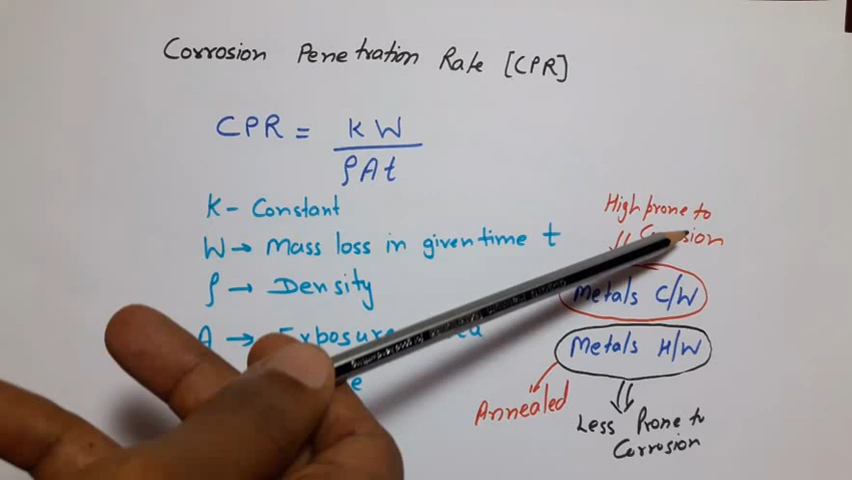 Corrosion Penetration Rate [CPR]
CPR = KW / ρAt
K - Constant
W → Mass loss in given time t
ρ → Density
A → Exposure
High prone to
Metals C/W
Metals H/W
Annealed
Less Prone to
Corrosion